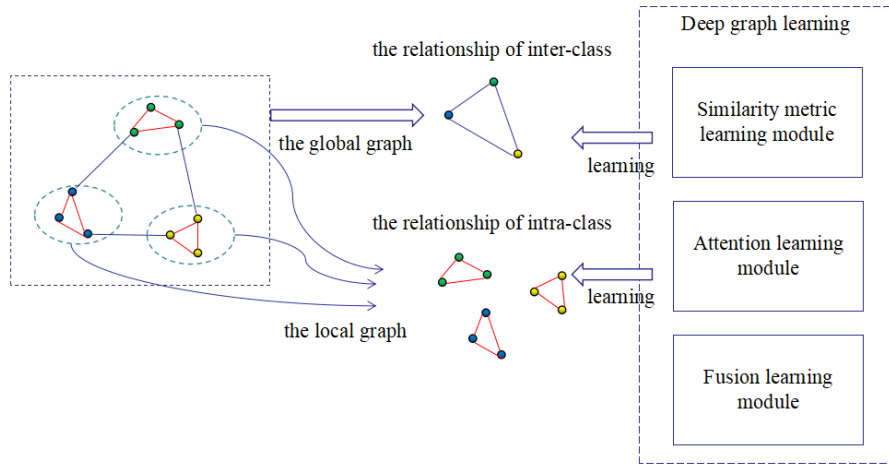 Deep graph learning
the relationship of inter-class
the global graph
Similarity metric
learning module
learning
the relationship of intra-class
Attention learning
module
learning
the local graph
Fusion learning
module